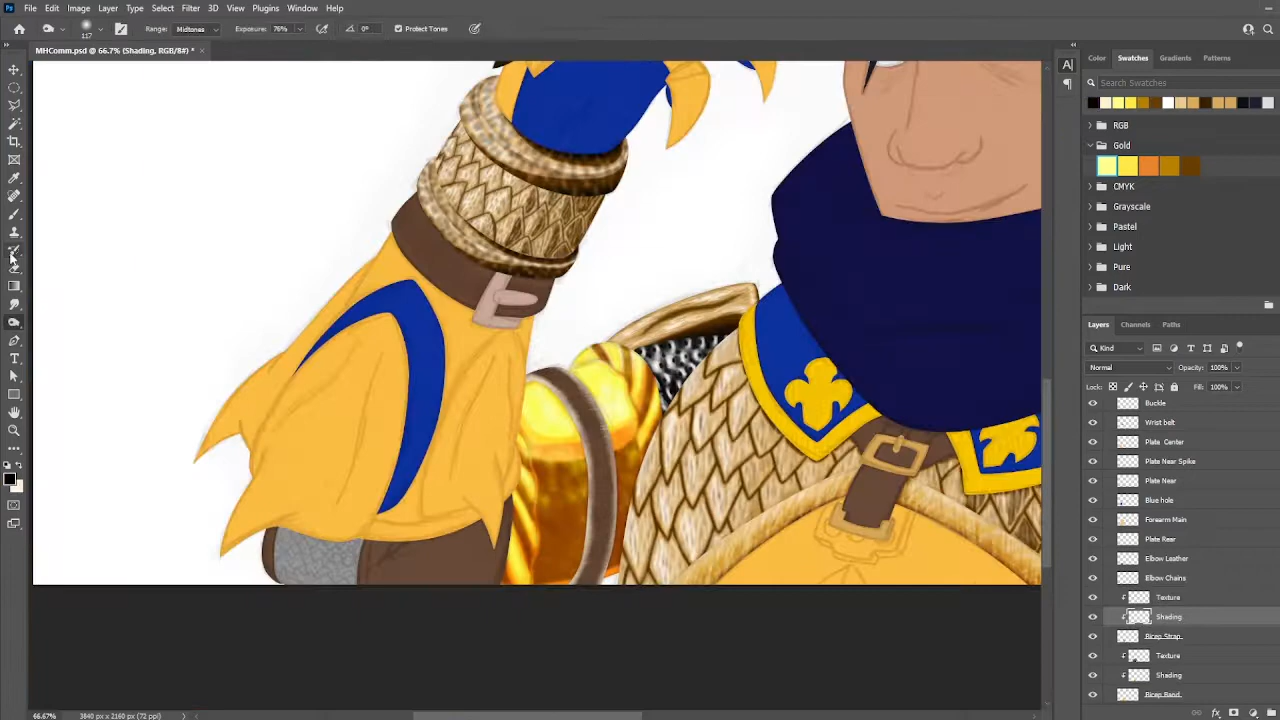 Ps File Edit Image Layer Type Select Filter 3D View Plugins Window Help
117 Range: Midtones Exposure: 76% 0° Protect Tones
MHComm.psd @ 66.7% (Shading, RGB/8#) * ×
Color Swatches Gradients Patterns
Search Swatches
RGB
Gold
CMYK
Grayscale
Pastel
Light
Pure
Dark
Layers Channels Paths
Kind
Normal Opacity: 100%
Lock: Fill: 100%
Buckle
Wrist belt
Plate Center
Plate Near Spike
Plate Near
Blue hole
Forearm Main
Plate Rear
Elbow Leather
Elbow Chains
Texture
Shading
Bicep Strap
Texture
Shading
Bicep Band
66.67% 3840 px x 2160 px (72 ppi)